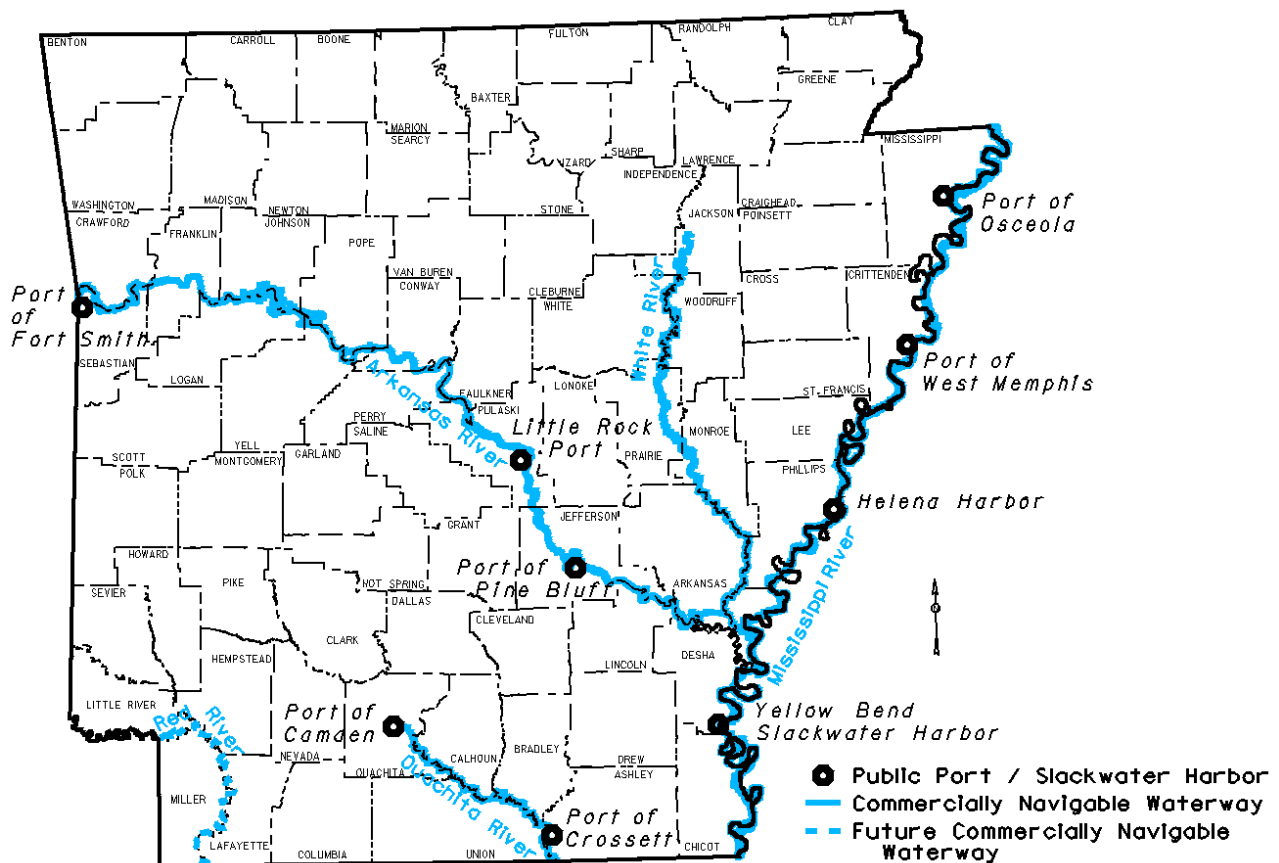 BENTON
CARROLL
BOONE
FULTON
RANDOLPH
CLAY
GREENE
BAXTER
MARION
SEARCY
SHARP
IZARD
LAWRENCE
INDEPENDENCE
MISSISSIPPI
WASHINGTON
CRAWFORD
MADISON
NEWTON
JOHNSON
FRANKLIN
STONE
JACKSON
CRAIGHEAD
POINSETT
Port of
Osceola
POPE
VAN BUREN
CONWAY
CLEBURNE
WHITE
White River
WOODRUFF
CROSS
CRITTENDEN
Port
of
Fort Smith
SEBASTIAN
LOGAN
Arkansas River
FAULKNER
PULASKI
LONOKE
ST. FRANCIS
Port of
West Memphis
PERRY
SALINE
Little Rock
Port
MONROE
LEE
YELL
MONTGOMERY
GARLAND
PRAIRIE
PHILLIPS
SCOTT
POLK
GRANT
JEFFERSON
Helena Harbor
HOWARD
PIKE
HOT SPRING
DALLAS
Port of
Pine Bluff
ARKANSAS
Mississippi River
SEVIER
CLARK
CLEVELAND
HEMPSTEAD
LINCOLN
DESHA
LITTLE RIVER
Red River
Port of
Camden
Yellow Bend
Slackwater Harbor
NEVADA
OUACHITA
CALHOUN
BRADLEY
DREW
ASHLEY
Ouachita River
MILLER
LAFAYETTE
COLUMBIA
UNION
Port of
Crossett
CHICOT
Public Port / Slackwater Harbor
Commercially Navigable Waterway
Future Commercially Navigable
Waterway